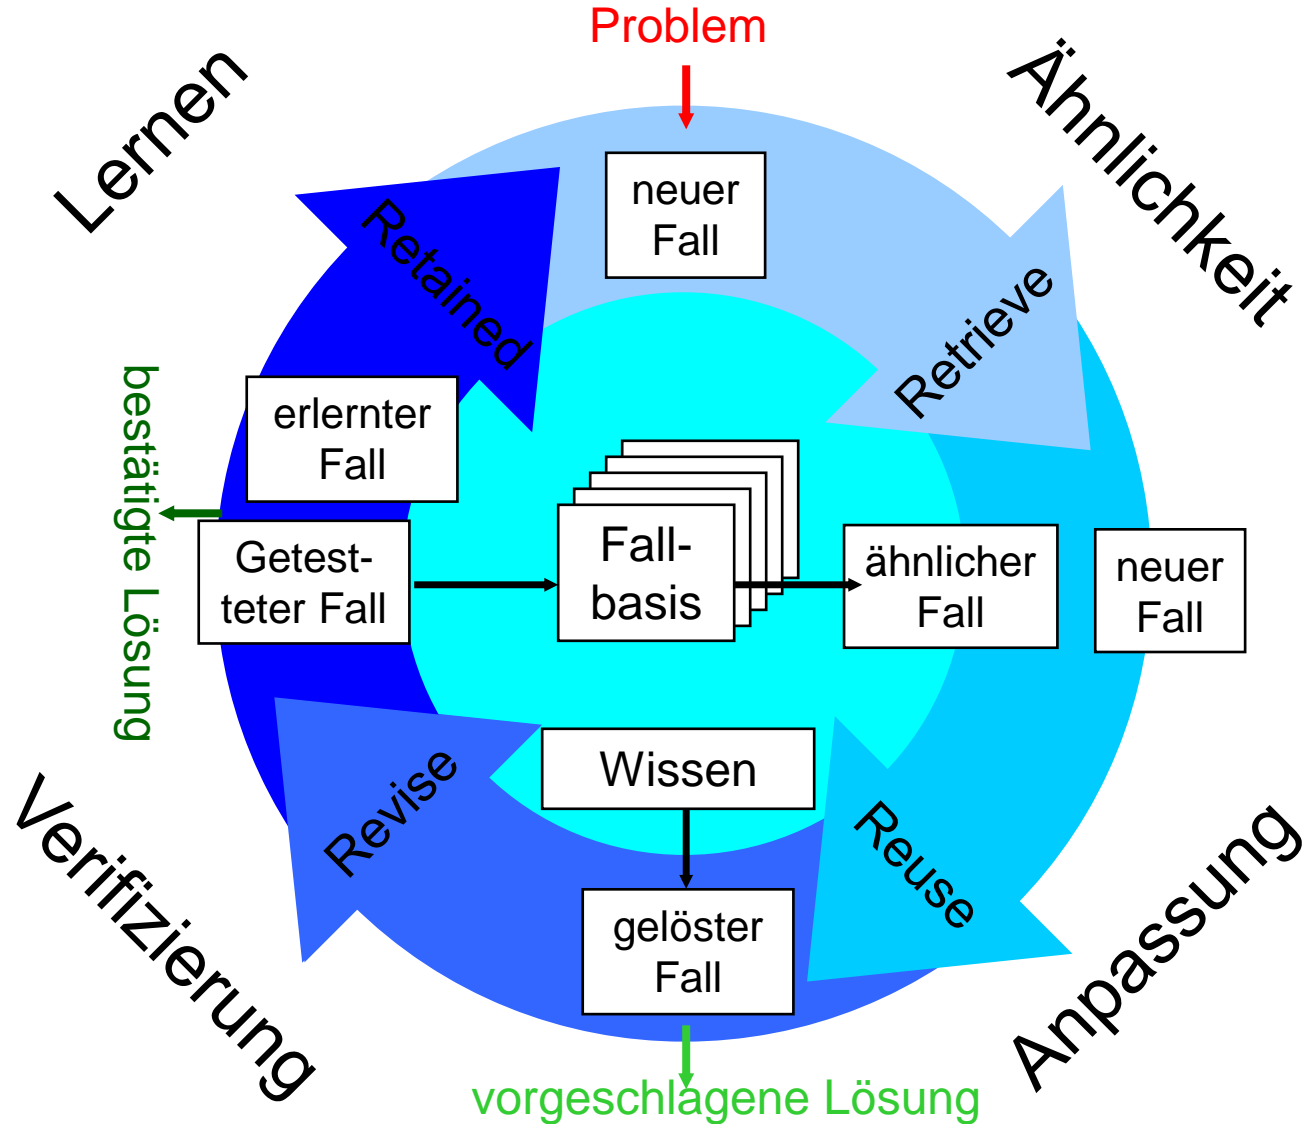 Problem
Lernen
Ähnlichkeit
neuer
Fall
Retained
Retrieve
erlernter
Fall
bestätigte Lösung
Getest-
teter Fall
Fall-
basis
ähnlicher
Fall
neuer
Fall
Wissen
Revise
Reuse
Verifizierung
Anpassung
gelöster
Fall
vorgeschlagene Lösung